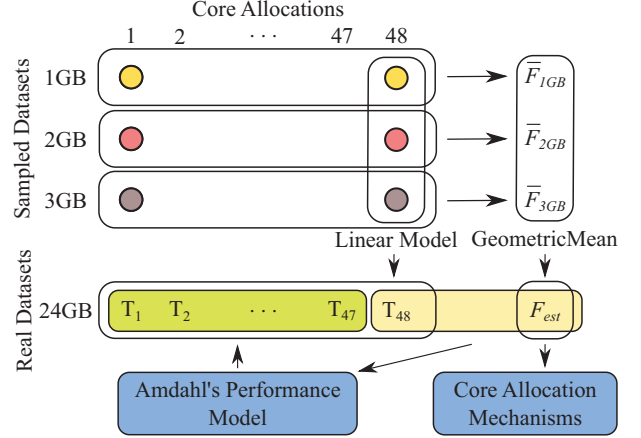 Core Allocations
1 2 · · · 47 48
Sampled Datasets
1GB F̅1GB
2GB F̅2GB
3GB F̅3GB
Linear Model GeometricMean
Real Datasets
24GB T1 T2 · · · T47 T48 Fest
Amdahl's Performance
Model
Core Allocation
Mechanisms